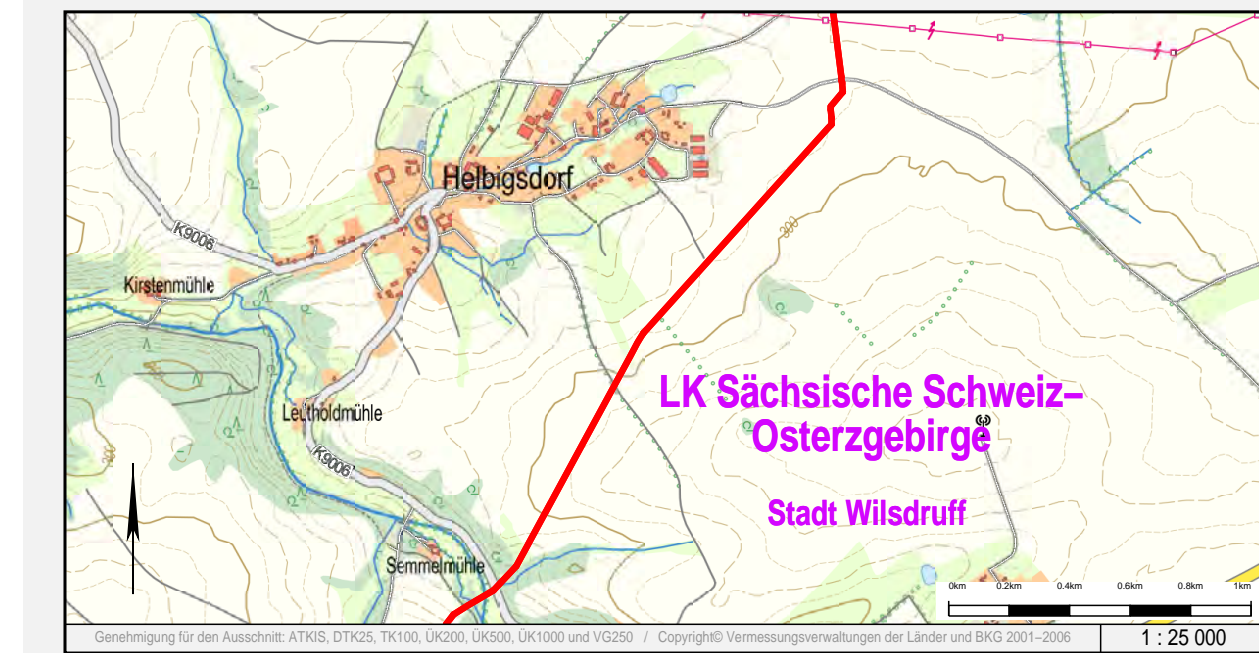 Helbigsdorf
K9006
Kirstenmühle
300
LK Sächsische Schweiz–
Osterzgebirge
Leutholdmühle
K9006
300
Stadt Wilsdruff
Semmelmühle
0km 0.2km 0.4km 0.6km 0.8km 1km
Genehmigung für den Ausschnitt: ATKIS, DTK25, TK100, ÜK200, ÜK500, ÜK1000 und VG250 / Copyright© Vermessungsverwaltungen der Länder und BKG 2001–2006
1 : 25 000